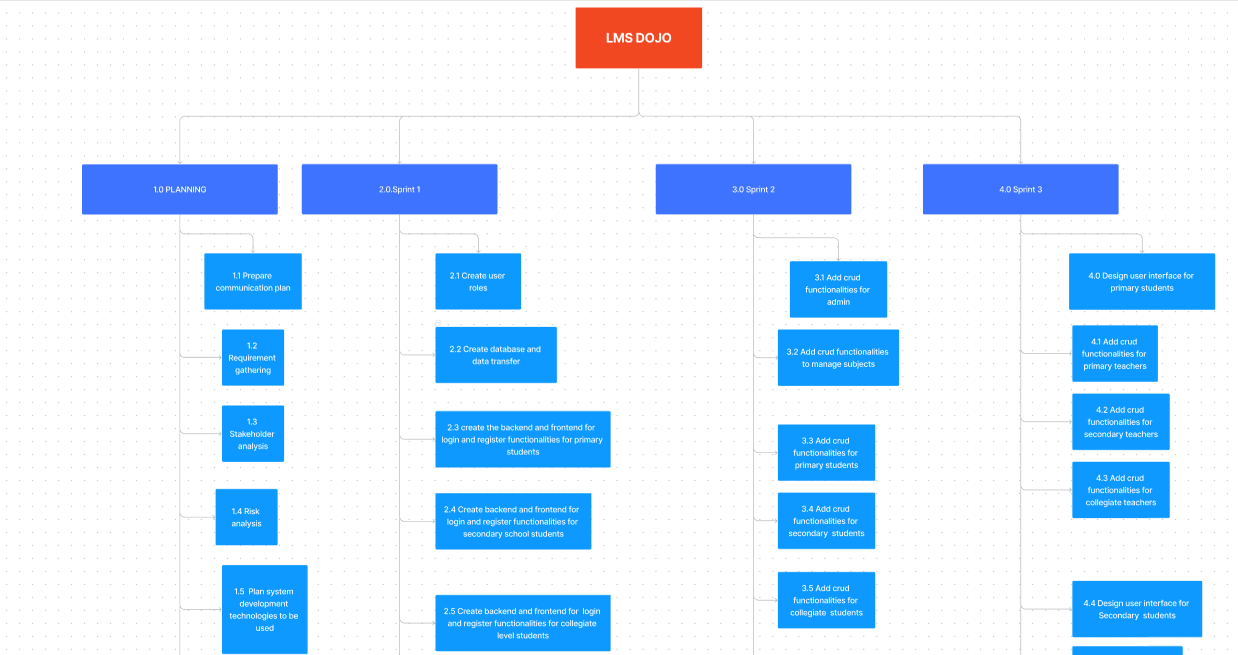 LMS DOJO
1.0 PLANNING
2.0.Sprint 1
3.0 Sprint 2
4.0 Sprint 3
1.1 Prepare
communication plan
1.2
Requirement
gathering
1.3
Stakeholder
analysis
1.4 Risk
analysis
1.5 Plan system
development
technologies to be
used
2.1 Create user
roles
2.2 Create database and
data transfer
2.3 create the backend and frontend for
login and register functionalities for primary
students
2.4 Create backend and frontend for
login and register functionalities for
secondary school students
2.5 Create backend and frontend for login
and register functionalities for collegiate
level students
3.1 Add crud
functionalities for
admin
3.2 Add crud functionalities
to manage subjects
3.3 Add crud
functionalities for
primary students
3.4 Add crud
functionalities for
secondary students
3.5 Add crud
functionalities for
collegiate students
4.0 Design user interface for
primary students
4.1 Add crud
functionalities for
primary teachers
4.2 Add crud
functionalities for
secondary teachers
4.3 Add crud
functionalities for
collegiate teachers
4.4 Design user interface for
Secondary students